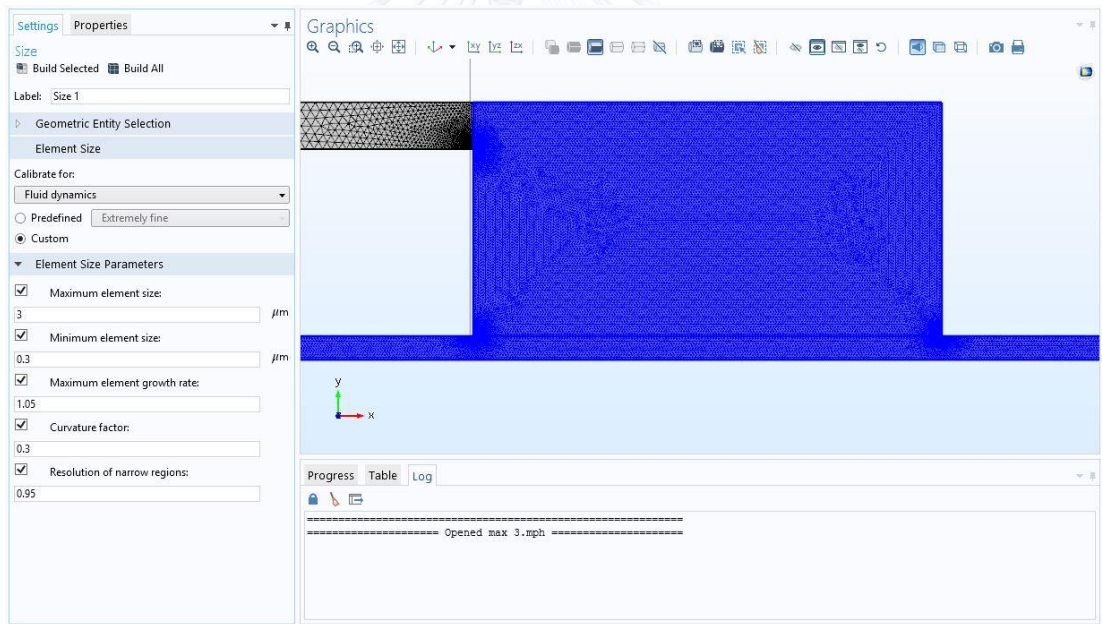 Settings Properties
Size
Build Selected Build All
Label: Size 1
Geometric Entity Selection
Element Size
Calibrate for:
Fluid dynamics
Predefined Extremely fine
Custom
Element Size Parameters
Maximum element size:
3 μm
Minimum element size:
0.3 μm
Maximum element growth rate:
1.05
Curvature factor:
0.3
Resolution of narrow regions:
0.95
Graphics
xy yz zx
y
x
Progress Table Log
============================================================
===================== Opened max 3.mph =====================